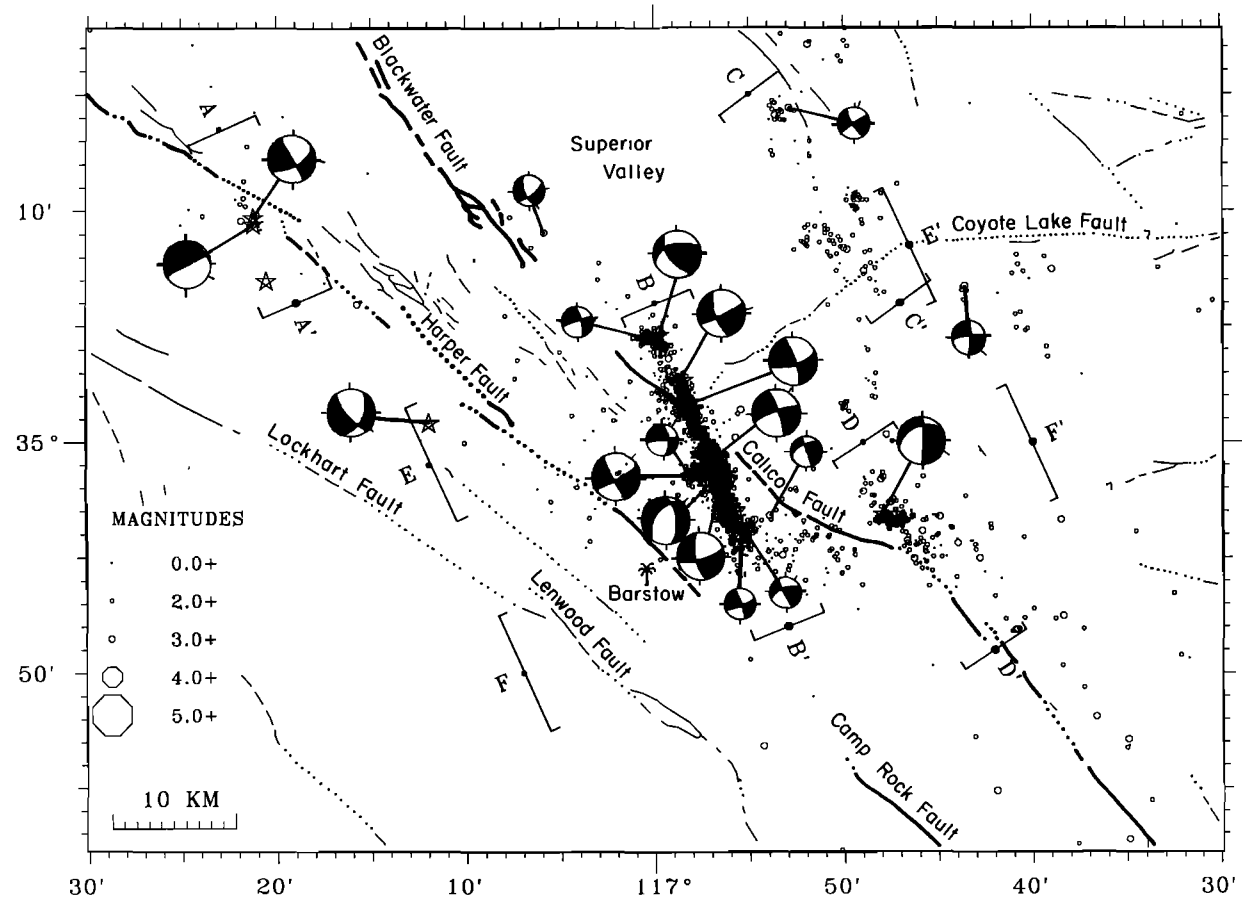 Blackwater Fault
C
A
Superior
Valley
10'
E'
Coyote Lake Fault
B
A'
C'
Harper Fault
35°
Lockhart Fault
E
D
F'
Calico Fault
MAGNITUDES
0.0+
2.0+
3.0+
4.0+
5.0+
Barstow
Lenwood Fault
B'
D'
50'
F
Camp Rock Fault
10 KM
30'
20'
10'
117°
50'
40'
30'